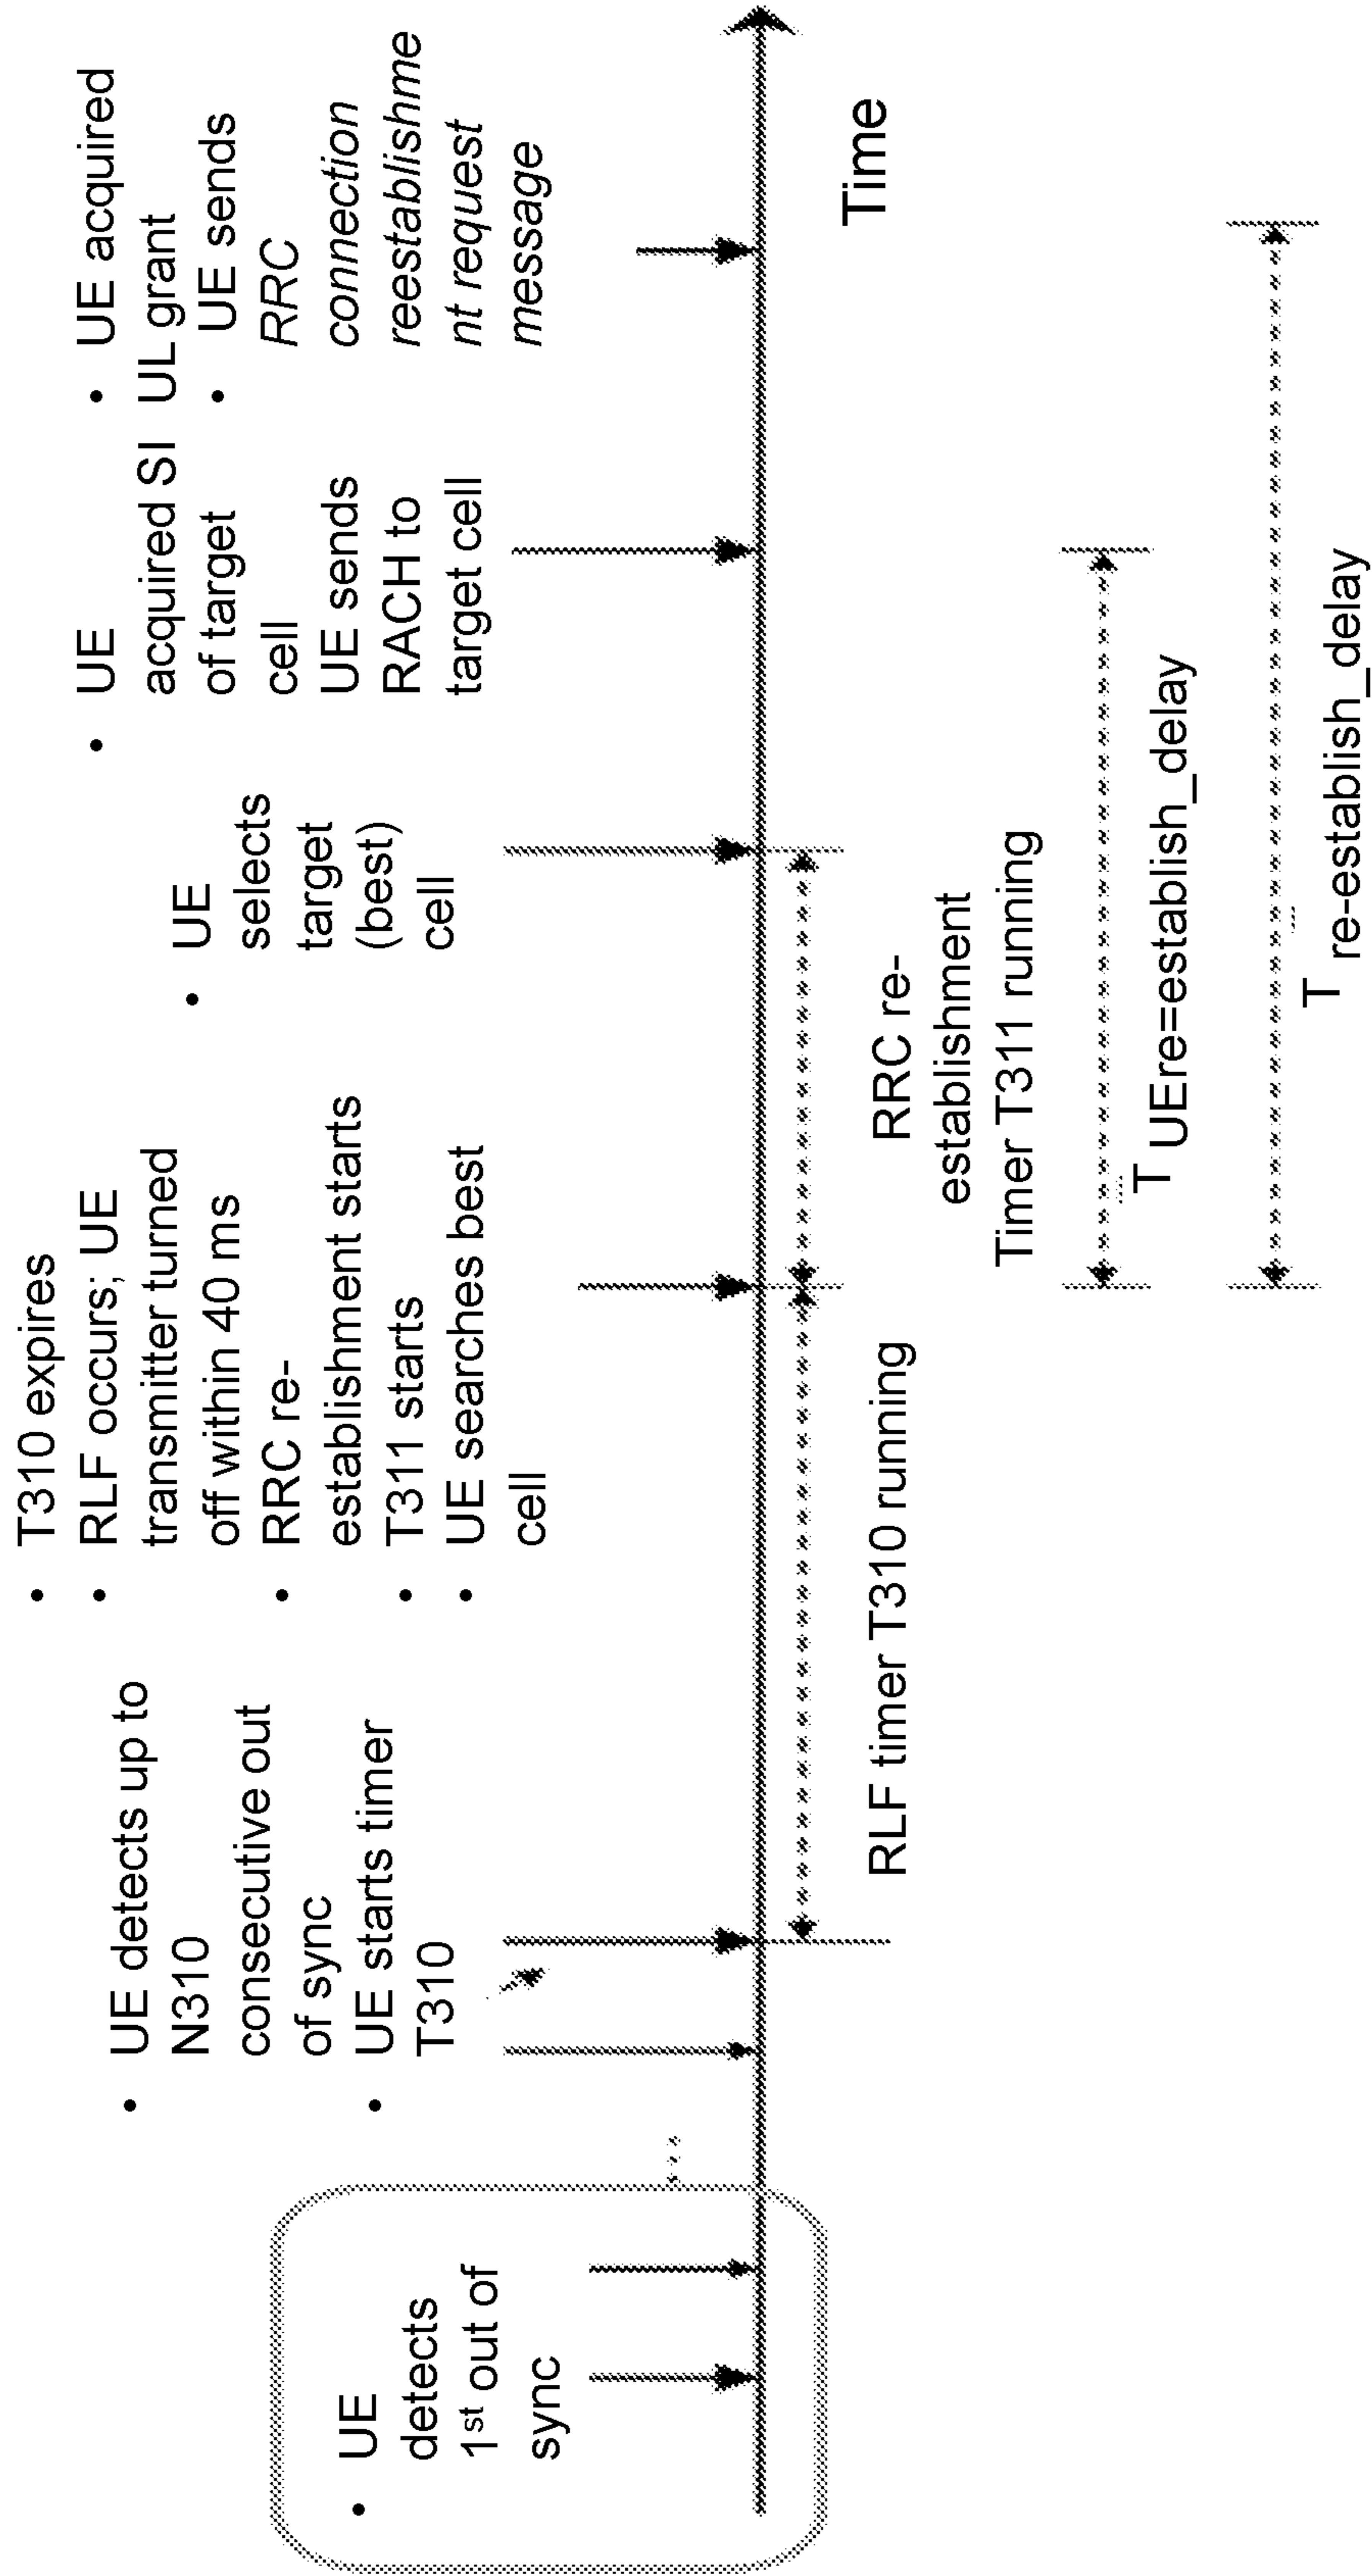 • UE
detects
1st out of
sync
• UE detects up to
N310
consecutive out
of sync
• UE starts timer
T310
• T310 expires
• RLF occurs; UE
transmitter turned
off within 40 ms
• RRC re-
establishment starts
• T311 starts
• UE searches best
cell
• UE
selects
target
(best)
cell
• UE
acquired SI
of target
cell
UE sends
RACH to
target cell
• UE acquired
UL grant
• UE sends
RRC
connection
reestablishme
nt request
message
Time
RLF timer T310 running
RRC re-
establishment
Timer T311 running
T UEre=establish_delay
T re-establish_delay